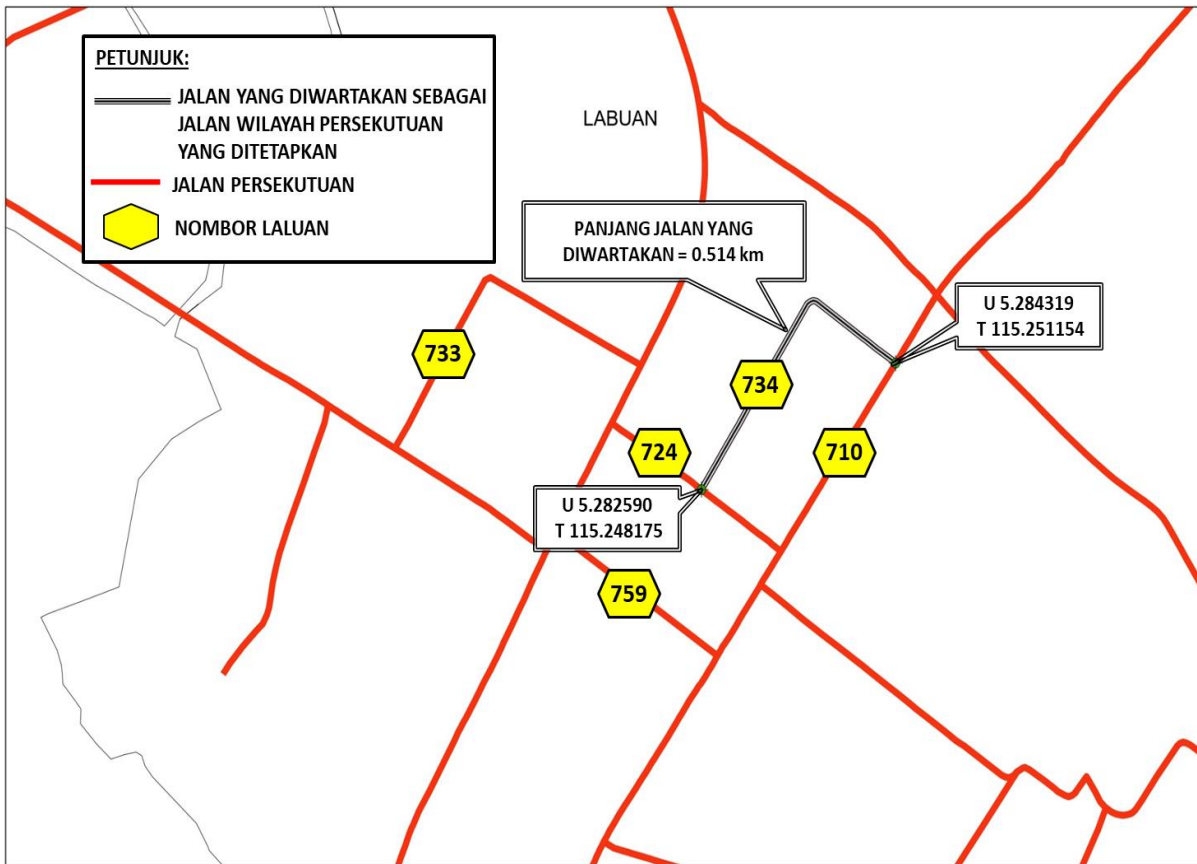 PETUNJUK:
JALAN YANG DIWARTAKAN SEBAGAI
JALAN WILAYAH PERSEKUTUAN
YANG DITETAPKAN
JALAN PERSEKUTUAN
NOMBOR LALUAN
LABUAN
PANJANG JALAN YANG
DIWARTAKAN = 0.514 km
U 5.284319
T 115.251154
733
734
724
710
U 5.282590
T 115.248175
759